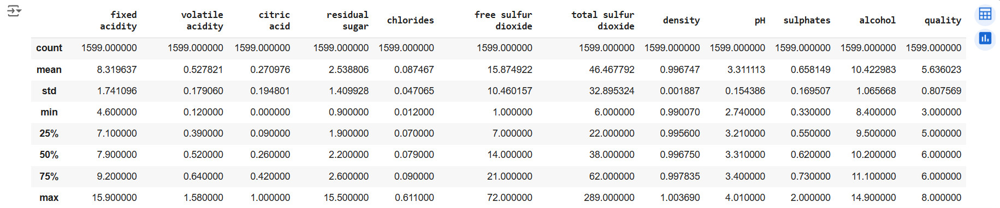 fixed acidity volatile acidity citric acid residual sugar chlorides free sulfur dioxide total sulfur dioxide density pH sulphates alcohol quality
count 1599.000000 1599.000000 1599.000000 1599.000000 1599.000000 1599.000000 1599.000000 1599.000000 1599.000000 1599.000000 1599.000000 1599.000000
mean 8.319637 0.527821 0.270976 2.538806 0.087467 15.874922 46.467792 0.996747 3.311113 0.658149 10.422983 5.636023
std 1.741096 0.179060 0.194801 1.409928 0.047065 10.460157 32.895324 0.001887 0.154386 0.169507 1.065668 0.807569
min 4.600000 0.120000 0.000000 0.900000 0.012000 1.000000 6.000000 0.990070 2.740000 0.330000 8.400000 3.000000
25% 7.100000 0.390000 0.090000 1.900000 0.070000 7.000000 22.000000 0.995600 3.210000 0.550000 9.500000 5.000000
50% 7.900000 0.520000 0.260000 2.200000 0.079000 14.000000 38.000000 0.996750 3.310000 0.620000 10.200000 6.000000
75% 9.200000 0.640000 0.420000 2.600000 0.090000 21.000000 62.000000 0.997835 3.400000 0.730000 11.100000 6.000000
max 15.900000 1.580000 1.000000 15.500000 0.611000 72.000000 289.000000 1.003690 4.010000 2.000000 14.900000 8.000000